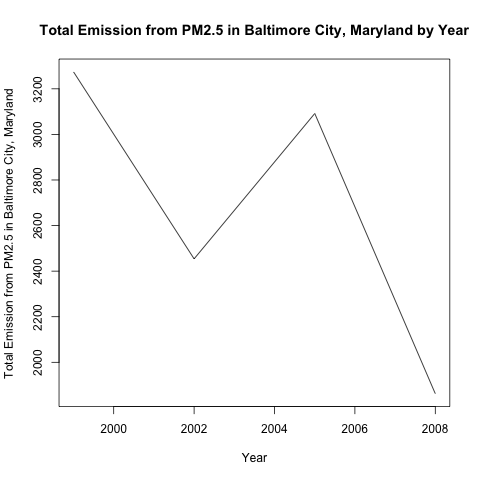 Total Emission from PM2.5 in Baltimore City, Maryland by Year
Total Emission from PM2.5 in Baltimore City, Maryland
3200
3000
2800
2600
2400
2200
2000
2000 2002 2004 2006 2008
Year